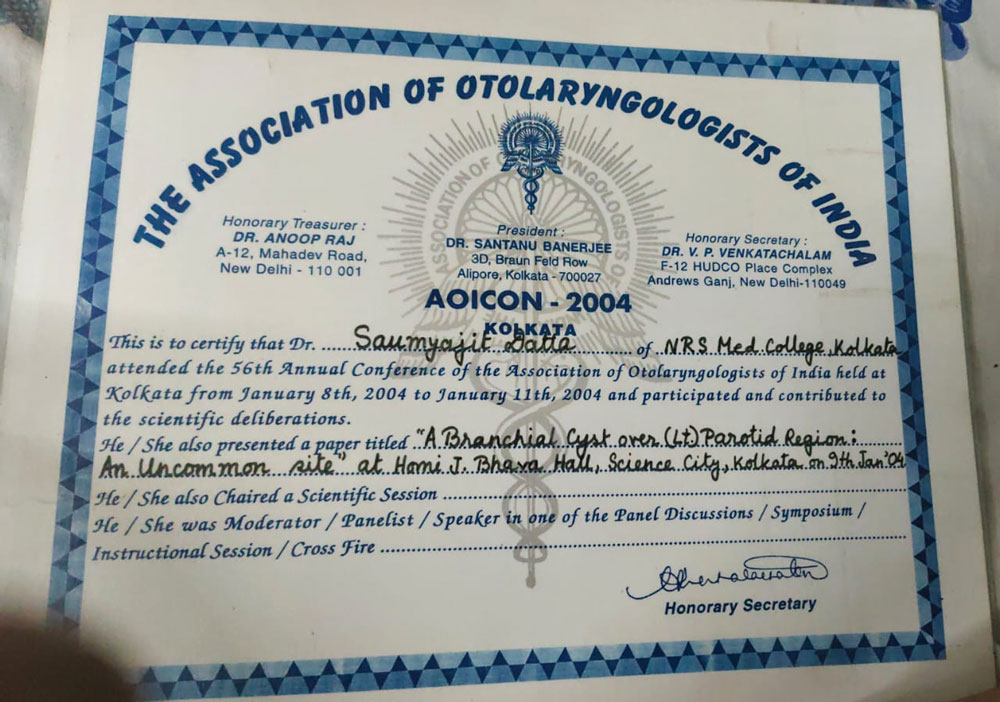 THE ASSOCIATION OF OTOLARYNGOLOGISTS OF INDIA
ASSOCIATION OF OTOLARYNGOLOGISTS OF
Honorary Treasurer :
DR. ANOOP RAJ
A-12, Mahadev Road,
New Delhi - 110 001
President :
DR. SANTANU BANERJEE
3D, Braun Feld Row
Alipore, Kolkata - 700027
Honorary Secretary :
DR. V. P. VENKATACHALAM
F-12 HUDCO Place Complex
Andrews Ganj, New Delhi-110049
AOICON - 2004
KOLKATA
This is to certify that Dr. ..... Saumyajit Datta ..... of NRS Med. College, Kolkata
attended the 56th Annual Conference of the Association of Otolaryngologists of India held at
Kolkata from January 8th, 2004 to January 11th, 2004 and participated and contributed to
the scientific deliberations.
He / She also presented a paper titled "A Branchial Cyst over (Lt) Parotid Region:
An Uncommon site" at Homi J. Bhava Hall, Science City, Kolkata on 9th Jan '04
He / She also Chaired a Scientific Session
He / She was Moderator / Panelist / Speaker in one of the Panel Discussions / Symposium /
Instructional Session / Cross Fire
Honorary Secretary